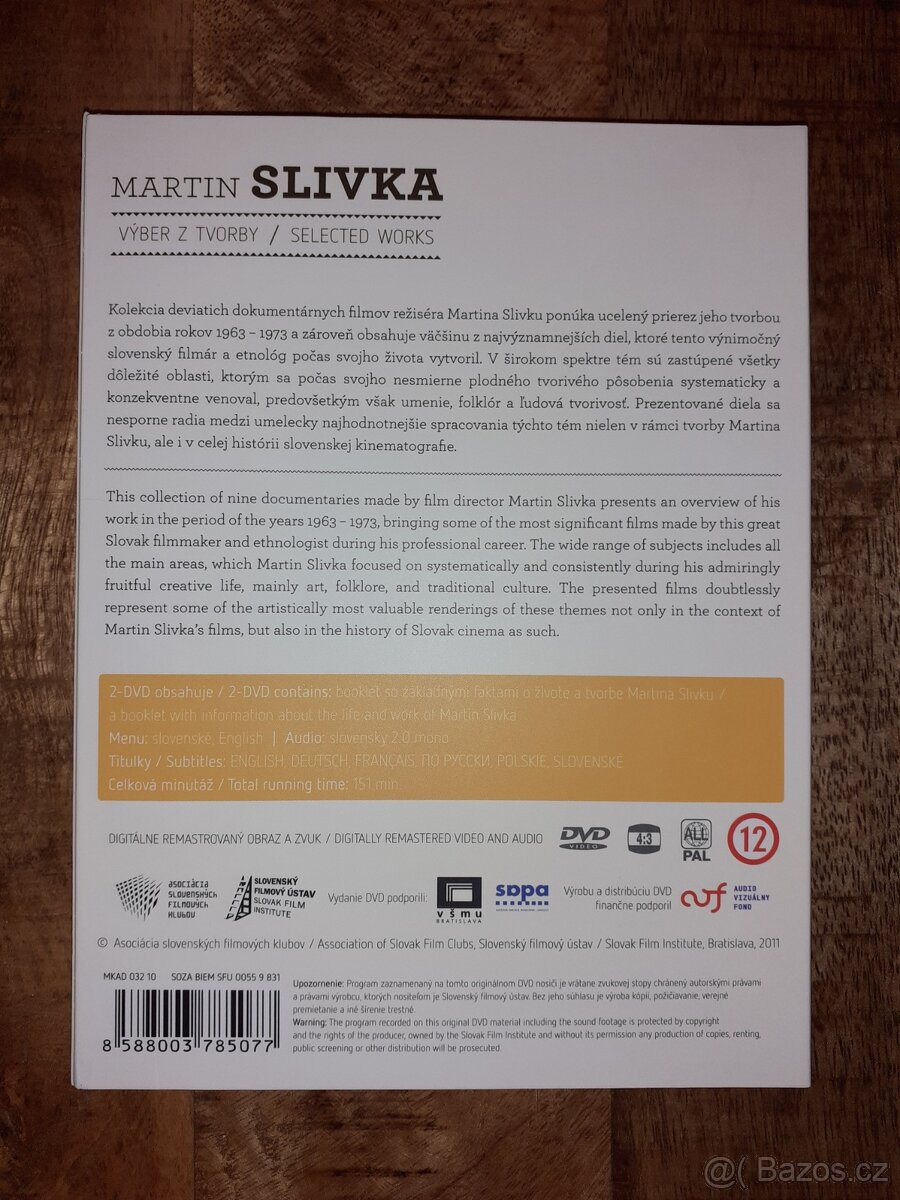 MARTIN SLIVKA
VÝBER Z TVORBY / SELECTED WORKS
Kolekcia deviatich dokumentárnych filmov režiséra Martina Slivku ponúka ucelený prierez jeho tvorbou
z obdobia rokov 1963 – 1973 a zároveň obsahuje väčšinu z najvýznamnejších diel, ktoré tento výnimočný
slovenský filmár a etnológ počas svojho života vytvoril. V širokom spektre tém sú zastúpené všetky
dôležité oblasti, ktorým sa počas svojho nesmierne plodného tvorivého pôsobenia systematicky a
konzekventne venoval, predovšetkým však umenie, folklór a ľudová tvorivosť. Prezentované diela sa
nesporne radia medzi umelecky najhodnotnejšie spracovania týchto tém nielen v rámci tvorby Martina
Slivku, ale i v celej histórii slovenskej kinematografie.
This collection of nine documentaries made by film director Martin Slivka presents an overview of his
work in the period of the years 1963 – 1973, bringing some of the most significant films made by this great
Slovak filmmaker and ethnologist during his professional career. The wide range of subjects includes all
the main areas, which Martin Slivka focused on systematically and consistently during his admiringly
fruitful creative life, mainly art, folklore, and traditional culture. The presented films doubtlessly
represent some of the artistically most valuable renderings of these themes not only in the context of
Martin Slivka's films, but also in the history of Slovak cinema as such.
2-DVD obsahuje / 2-DVD contains: booklet so základnými faktami o živote a tvorbe Martina Slivku /
a booklet with information about the life and work of Martin Slivka
Menu: slovenské, English | Audio: slovensky 2.0 mono
Titulky / Subtitles: ENGLISH, DEUTSCH, FRANÇAIS, ПО РУССКИ, POLSKIE, SLOVENSKÉ
Celková minutáž / Total running time: 151 min.
DIGITÁLNE REMASTROVANÝ OBRAZ A ZVUK / DIGITALLY REMASTERED VIDEO AND AUDIO
DVD
VIDEO
4:3
ALL
PAL
12
ASOCIÁCIA
SLOVENSKÝCH
FILMOVÝCH
KLUBOV
SLOVENSKÝ
FILMOVÝ ÚSTAV
SLOVAK FILM
INSTITUTE
Vydanie DVD podporili:
všmu
BRATISLAVA
sapa
Výrobu a distribúciu DVD
finančne podporil
avf
AUDIO
VIZUÁLNY
FOND
© Asociácia slovenských filmových klubov / Association of Slovak Film Clubs, Slovenský filmový ústav / Slovak Film Institute, Bratislava, 2011
MKAD 032 10 SOZA BIEM SFU 0055 9 831
8 588003 785077
Upozornenie: Program zaznamenaný na tomto originálnom DVD nosiči je vrátane zvukovej stopy chránený autorskými právami
a právami výrobcu, ktorých nositeľom je Slovenský filmový ústav. Bez jeho súhlasu je výroba kópií, požičiavanie, verejné
premietanie a iné šírenie trestné.
Warning: The program recorded on this original DVD material including the sound footage is protected by copyright
and the rights of the producer, owned by the Slovak Film Institute and without its permission any production of copies, renting,
public screening or other distribution will be prosecuted.
@( Bazos.cz